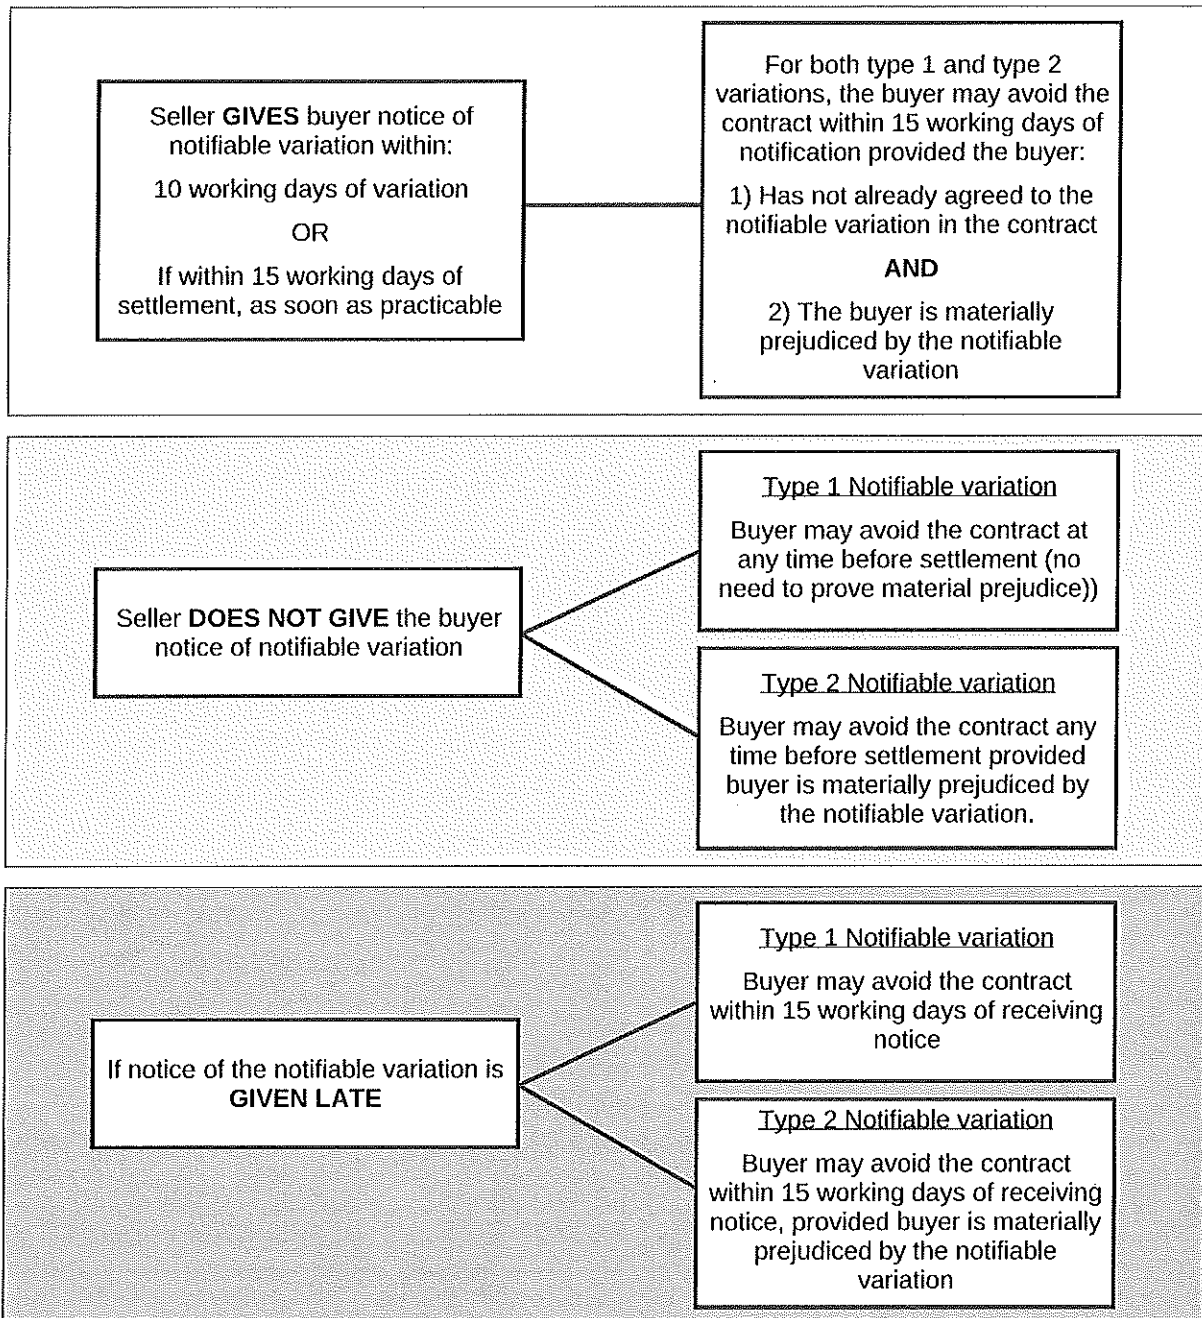 Seller GIVES buyer notice of
notifiable variation within:
10 working days of variation
OR
If within 15 working days of
settlement, as soon as practicable
For both type 1 and type 2
variations, the buyer may avoid the
contract within 15 working days of
notification provided the buyer:
1) Has not already agreed to the
notifiable variation in the contract
AND
2) The buyer is materially
prejudiced by the notifiable
variation
Seller DOES NOT GIVE the buyer
notice of notifiable variation
Type 1 Notifiable variation
Buyer may avoid the contract at
any time before settlement (no
need to prove material prejudice))
Type 2 Notifiable variation
Buyer may avoid the contract any
time before settlement provided
buyer is materially prejudiced by
the notifiable variation.
If notice of the notifiable variation is
GIVEN LATE
Type 1 Notifiable variation
Buyer may avoid the contract
within 15 working days of receiving
notice
Type 2 Notifiable variation
Buyer may avoid the contract
within 15 working days of receiving
notice, provided buyer is materially
prejudiced by the notifiable
variation